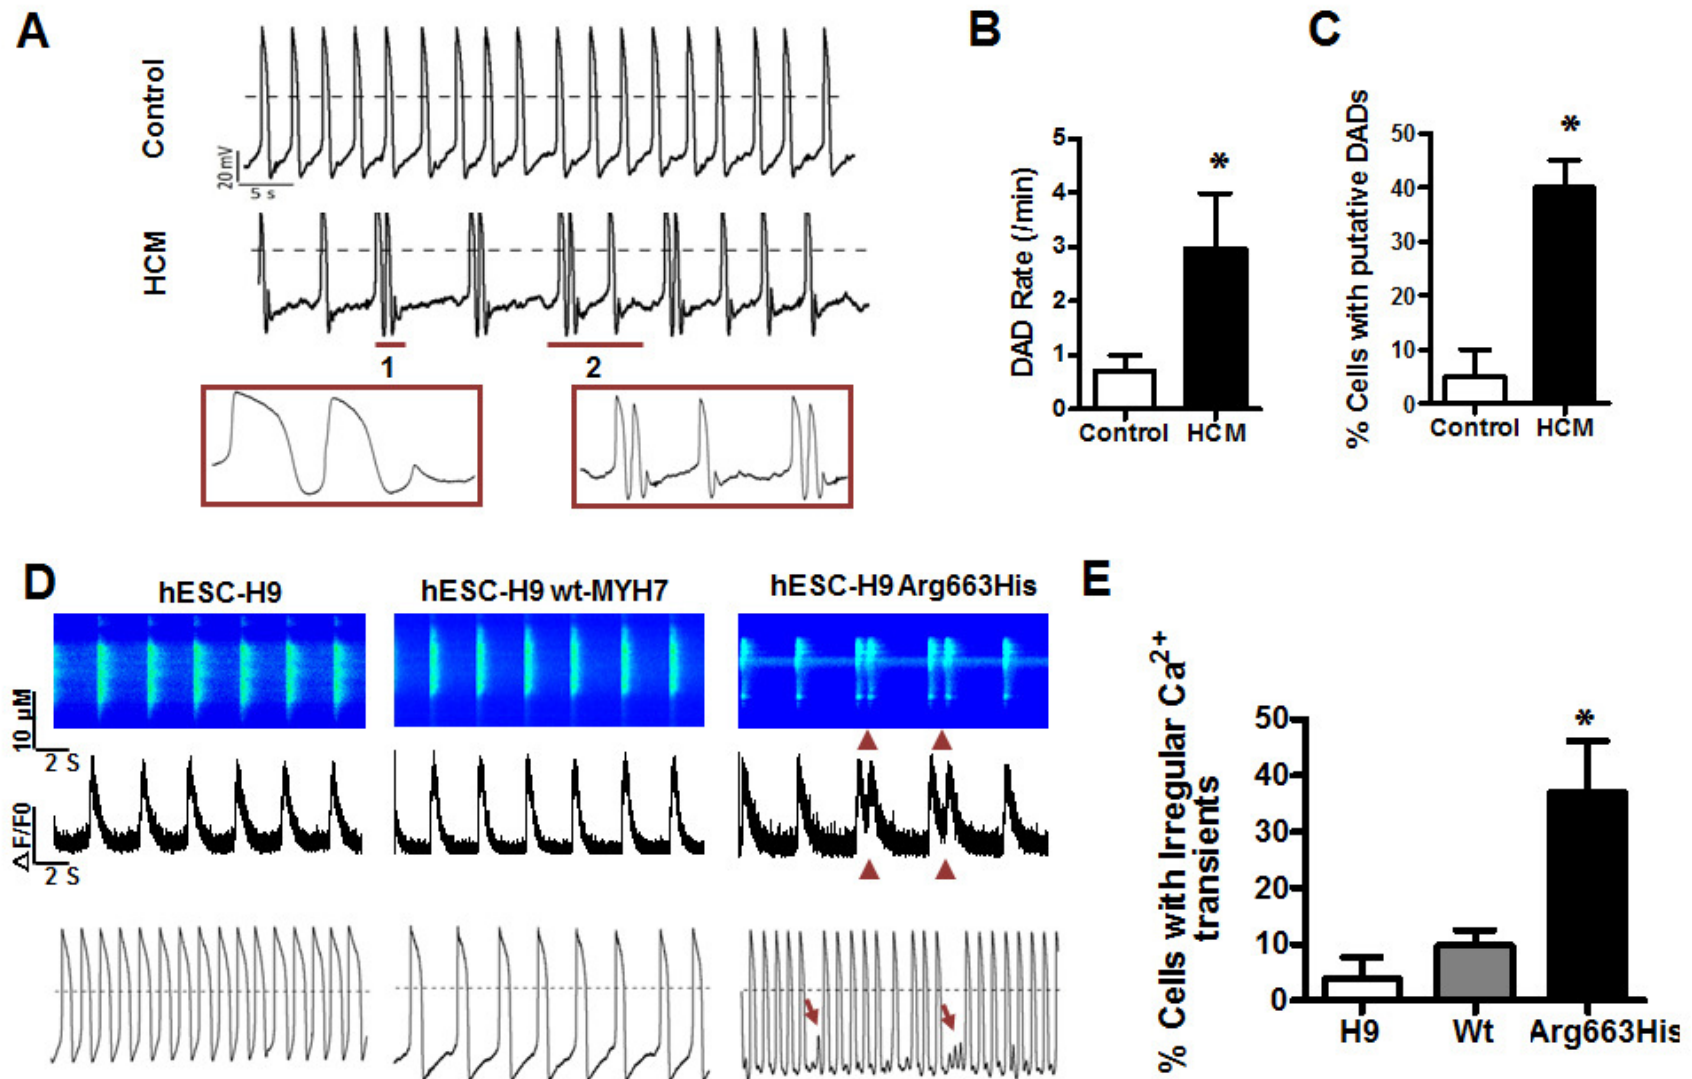 A
Control
20 mV
5 s
HCM
1
2
B
DAD Rate (/min)
5
4
3
2
1
0
*
Control HCM
C
% Cells with putative DADs
50
40
30
20
10
0
*
Control HCM
D
hESC-H9
hESC-H9 wt-MYH7
hESC-H9 Arg663His
10 µM
2 S
△F/F0
2 S
E
% Cells with Irregular Ca2+
transients
50
40
30
20
10
0
*
H9 Wt Arg663His